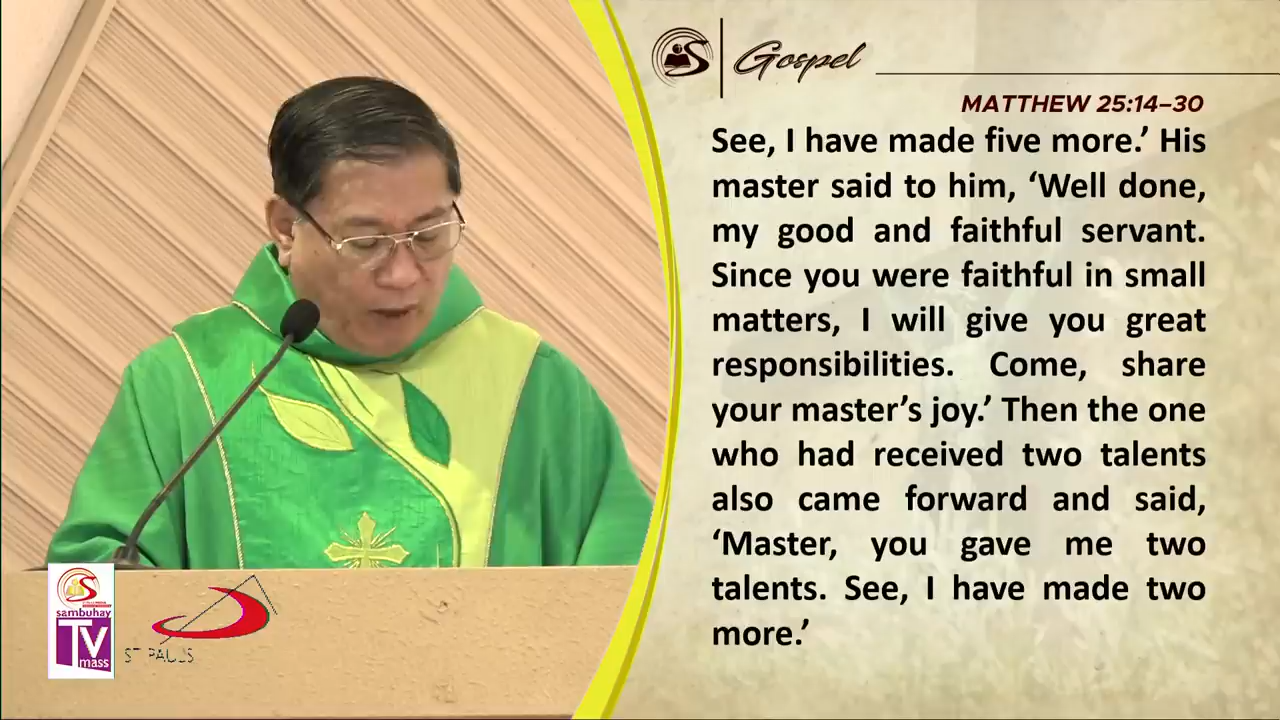 Gospel
MATTHEW 25:14–30
See, I have made five more.’ His
master said to him, ‘Well done,
my good and faithful servant.
Since you were faithful in small
matters, I will give you great
responsibilities. Come, share
your master’s joy.’ Then the one
who had received two talents
also came forward and said,
‘Master, you gave me two
talents. See, I have made two
more.’
sambuhay
TV
mass
ST PAULS